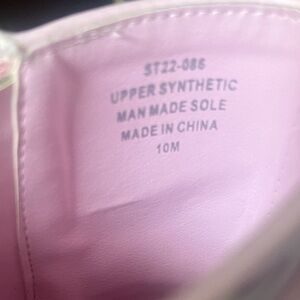 ST22-086
UPPER SYNTHETIC
MAN MADE SOLE
MADE IN CHINA
10M